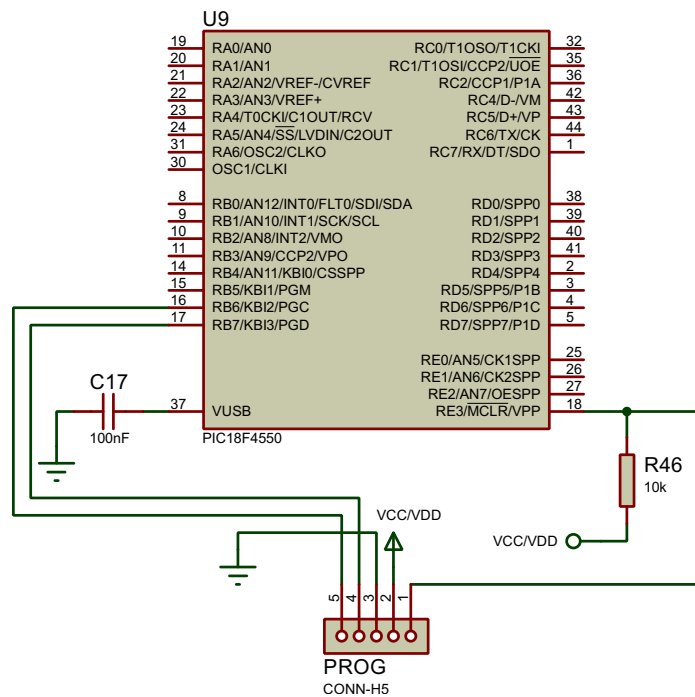 U9
19 RA0/AN0 RC0/T1OSO/T1CKI 32
20 RA1/AN1 RC1/T1OSI/CCP2/UOE 35
21 RA2/AN2/VREF-/CVREF RC2/CCP1/P1A 36
22 RA3/AN3/VREF+ RC4/D-/VM 42
23 RA4/T0CKI/C1OUT/RCV RC5/D+/VP 43
24 RA5/AN4/SS/LVDIN/C2OUT RC6/TX/CK 44
31 RA6/OSC2/CLKO RC7/RX/DT/SDO 1
30 OSC1/CLKI
8 RB0/AN12/INT0/FLT0/SDI/SDA RD0/SPP0 38
9 RB1/AN10/INT1/SCK/SCL RD1/SPP1 39
10 RB2/AN8/INT2/VMO RD2/SPP2 40
11 RB3/AN9/CCP2/VPO RD3/SPP3 41
14 RB4/AN11/KBI0/CSSPP RD4/SPP4 2
15 RB5/KBI1/PGM RD5/SPP5/P1B 3
16 RB6/KBI2/PGC RD6/SPP6/P1C 4
17 RB7/KBI3/PGD RD7/SPP7/P1D 5
RE0/AN5/CK1SPP 25
RE1/AN6/CK2SPP 26
RE2/AN7/OESPP 27
37 VUSB RE3/MCLR/VPP 18
C17
100nF
PIC18F4550
R46
10k
VCC/VDD
VCC/VDD
5 4 3 2 1
PROG
CONN-H5